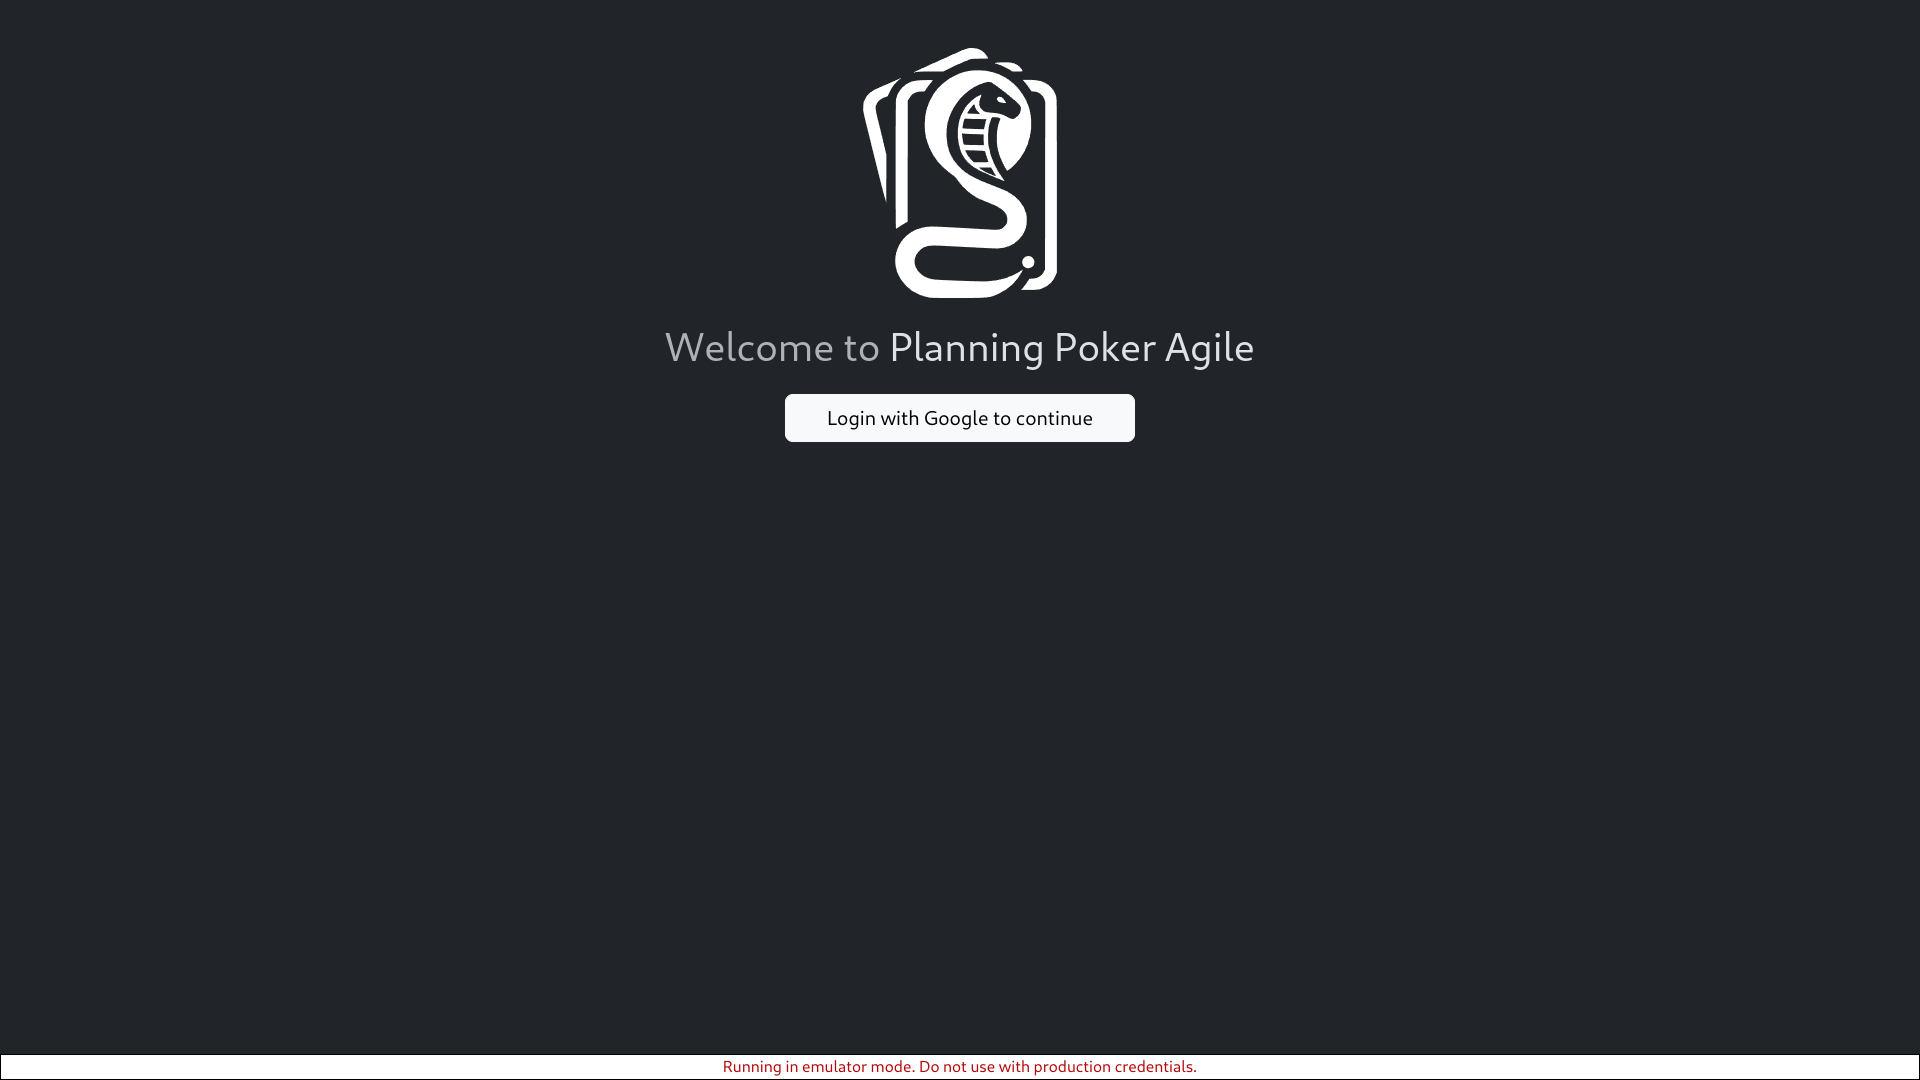 Welcome to Planning Poker Agile
Login with Google to continue
Running in emulator mode. Do not use with production credentials.